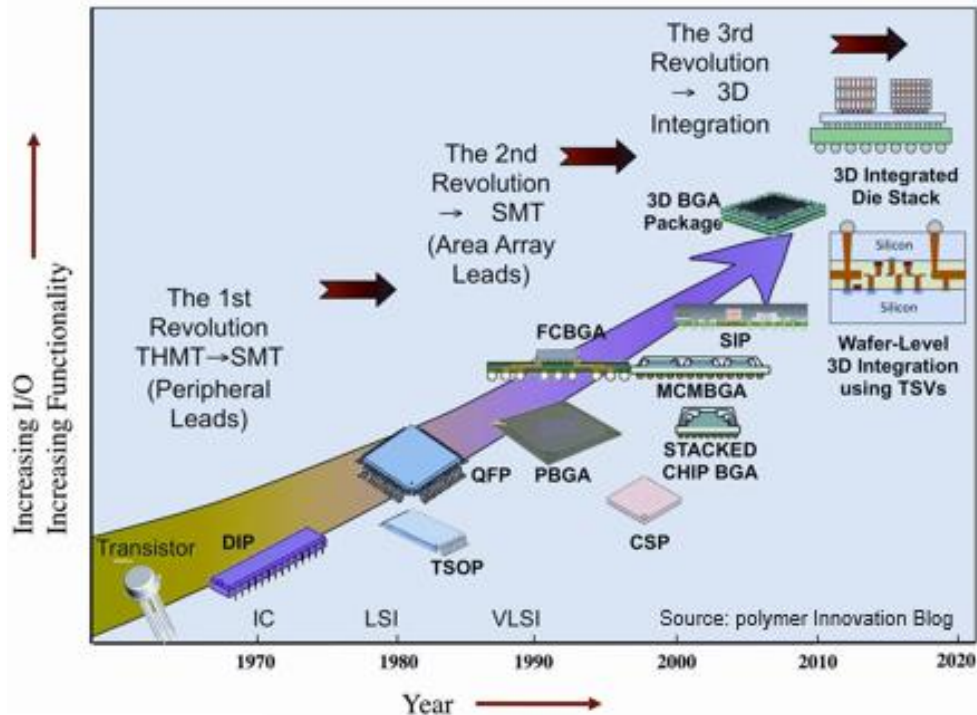 The 3rd
Revolution
→ 3D
Integration
The 2nd
Revolution
→ SMT
(Area Array
Leads)
The 1st
Revolution
THMT→SMT
(Peripheral
Leads)
3D Integrated
Die Stack
3D BGA
Package
Silicon
Silicon
Wafer-Level
3D Integration
using TSVs
FCBGA
SIP
MCMBGA
STACKED
CHIP BGA
QFP
PBGA
CSP
TSOP
DIP
Transistor
IC
LSI
VLSI
Source: polymer Innovation Blog
1970
1980
1990
2000
2010
2020
Year
Increasing I/O
Increasing Functionality